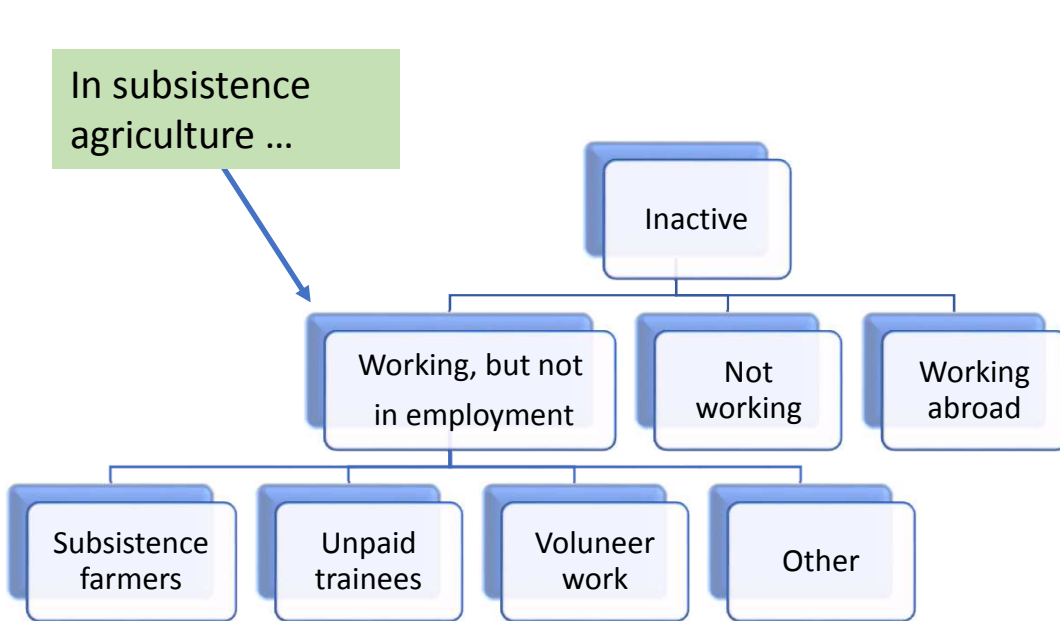 In subsistence
agriculture …
Inactive
Working, but not
in employment
Not
working
Working
abroad
Subsistence
farmers
Unpaid
trainees
Voluneer
work
Other